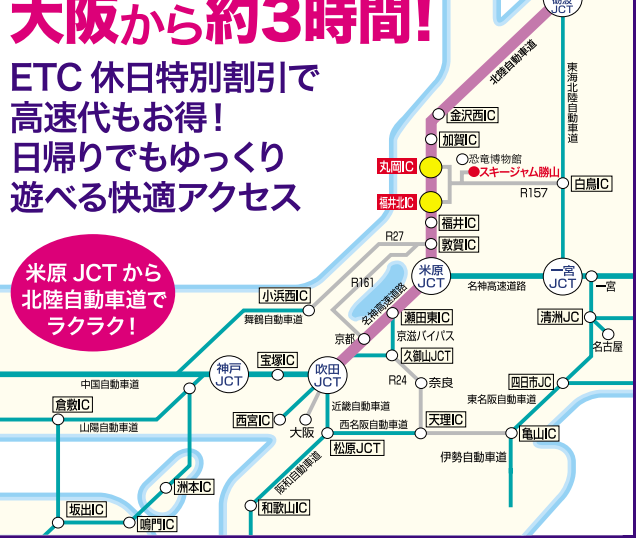 大阪から約3時間!
ETC 休日特別割引で
高速代もお得!
日帰りでもゆっくり
遊べる快適アクセス
米原 JCT から
北陸自動車道で
ラクラク!
砺波
JCT
北陸自動車道
東海北陸自動車道
金沢西IC
加賀IC
丸岡IC
恐竜博物館
スキージャム勝山
白鳥IC
R157
福井北IC
福井IC
R27
敦賀IC
米原
JCT
R161
名神高速道路
名神高速道路
一宮
JCT
一宮
小浜西IC
舞鶴自動車道
瀬田東IC
京滋バイパス
清洲JC
名古屋
京都
久御山JCT
神戸
JCT
宝塚IC
吹田
JCT
中国自動車道
R24
奈良
四日市JC
倉敷IC
山陽自動車道
西宮IC
大阪
近畿自動車道
西名阪自動車道
天理IC
東名阪自動車道
亀山IC
松原JCT
伊勢自動車道
阪和自動車道
洲本IC
和歌山IC
坂出IC
鳴門IC